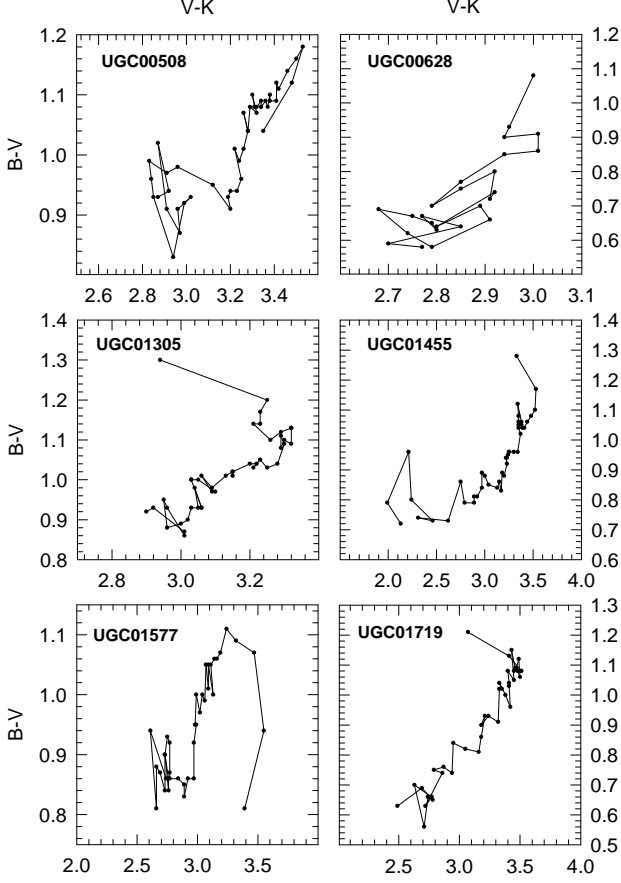 V-K V-K
1.2 1.2
UGC00508 UGC00628
1.1 1.1
1.0
1.0 0.9
B-V
0.8
0.9 0.7
0.6
2.6 2.8 3.0 3.2 3.4 2.7 2.8 2.9 3.0 3.1
1.4 1.4
UGC01305 UGC01455
1.3 1.3
1.2 1.2
1.1 1.1
B-V
1.0 1.0
0.9
0.9 0.8
0.7
0.8 0.6
2.8 3.0 3.2 2.0 2.5 3.0 3.5 4.0
1.3
UGC01577 UGC01719
1.2
1.1 1.1
1.0
1.0 0.9
B-V
0.9 0.8
0.7
0.8 0.6
0.5
2.0 2.5 3.0 3.5 2.5 3.0 3.5 4.0